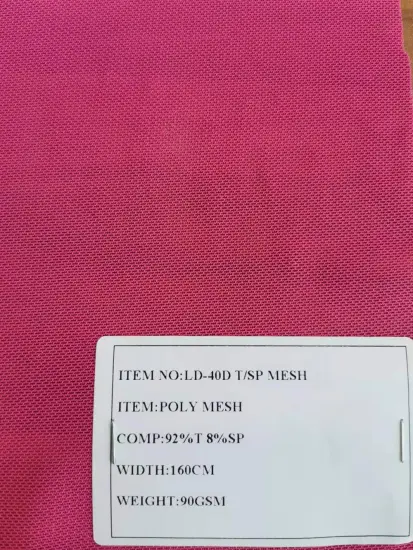 ITEM NO:LD-40D T/SP MESH
ITEM:POLY MESH
COMP:92%T 8%SP
WIDTH:160CM
WEIGHT:90GSM